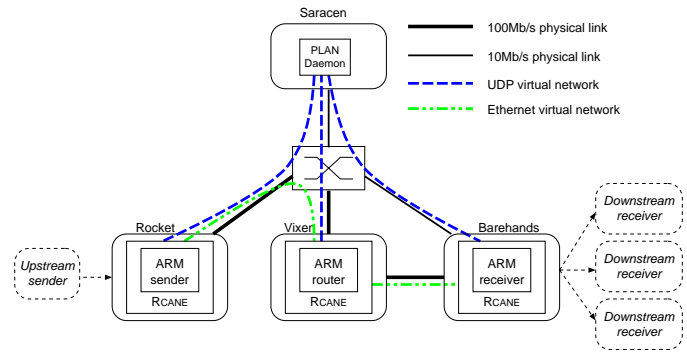 Saracen
PLAN
Daemon
100Mb/s physical link
10Mb/s physical link
UDP virtual network
Ethernet virtual network
Rocket
Vixen
Barehands
Upstream
sender
ARM
sender
RCANE
ARM
router
RCANE
ARM
receiver
RCANE
Downstream
receiver
Downstream
receiver
Downstream
receiver